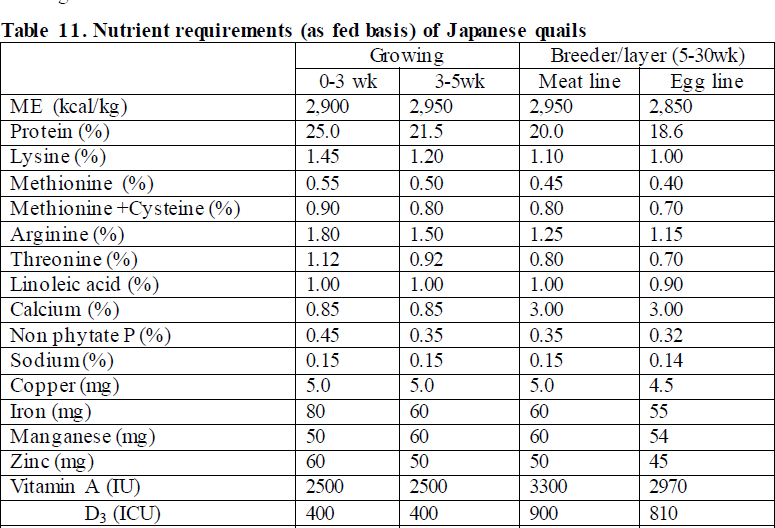 Table 11. Nutrient requirements (as fed basis) of Japanese quails
Growing Breeder/layer (5-30wk)
0-3 wk 3-5wk Meat line Egg line
ME (kcal/kg) 2,900 2,950 2,950 2,850
Protein (%) 25.0 21.5 20.0 18.6
Lysine (%) 1.45 1.20 1.10 1.00
Methionine (%) 0.55 0.50 0.45 0.40
Methionine +Cysteine (%) 0.90 0.80 0.80 0.70
Arginine (%) 1.80 1.50 1.25 1.15
Threonine (%) 1.12 0.92 0.80 0.70
Linoleic acid (%) 1.00 1.00 1.00 0.90
Calcium (%) 0.85 0.85 3.00 3.00
Non phytate P (%) 0.45 0.35 0.35 0.32
Sodium (%) 0.15 0.15 0.15 0.14
Copper (mg) 5.0 5.0 5.0 4.5
Iron (mg) 80 60 60 55
Manganese (mg) 50 60 60 54
Zinc (mg) 60 50 50 45
Vitamin A (IU) 2500 2500 3300 2970
D₃ (ICU) 400 400 900 810